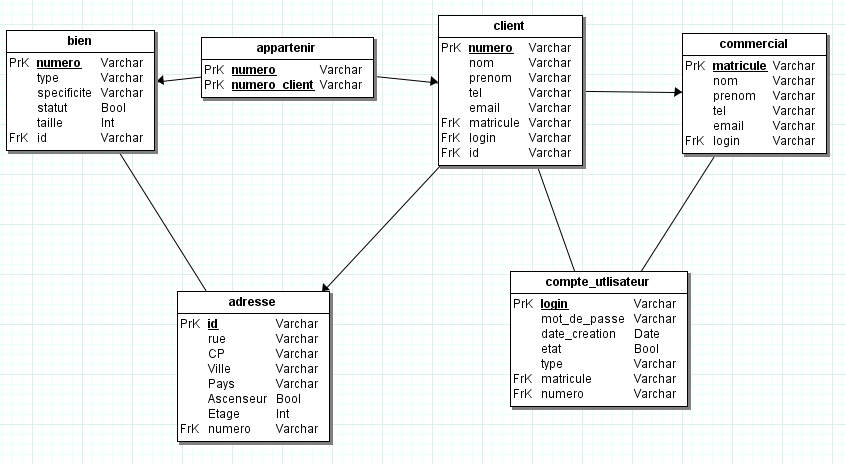 bien
PrK numero Varchar
type Varchar
specificite Varchar
statut Bool
taille Int
FrK id Varchar
appartenir
PrK numero Varchar
PrK numero_client Varchar
client
PrK numero Varchar
nom Varchar
prenom Varchar
tel Varchar
email Varchar
FrK matricule Varchar
FrK login Varchar
FrK id Varchar
commercial
PrK matricule Varchar
nom Varchar
prenom Varchar
tel Varchar
email Varchar
FrK login Varchar
adresse
PrK id Varchar
rue Varchar
CP Varchar
Ville Varchar
Pays Varchar
Ascenseur Bool
Etage Int
FrK numero Varchar
compte_utlisateur
PrK login Varchar
mot_de_passe Varchar
date_creation Date
etat Bool
type Varchar
FrK matricule Varchar
FrK numero Varchar